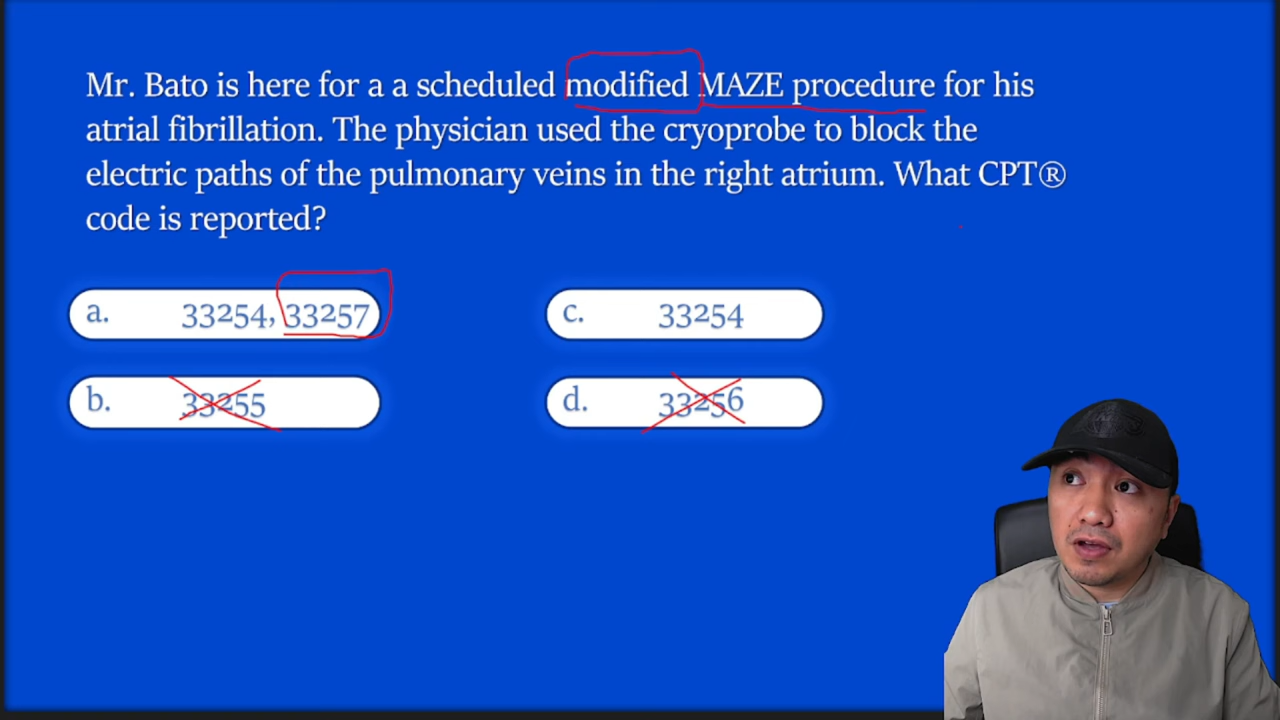 Mr. Bato is here for a a scheduled modified MAZE procedure for his
atrial fibrillation. The physician used the cryoprobe to block the
electric paths of the pulmonary veins in the right atrium. What CPT®
code is reported?
a. 33254, 33257
c. 33254
b. 33255
d. 33256